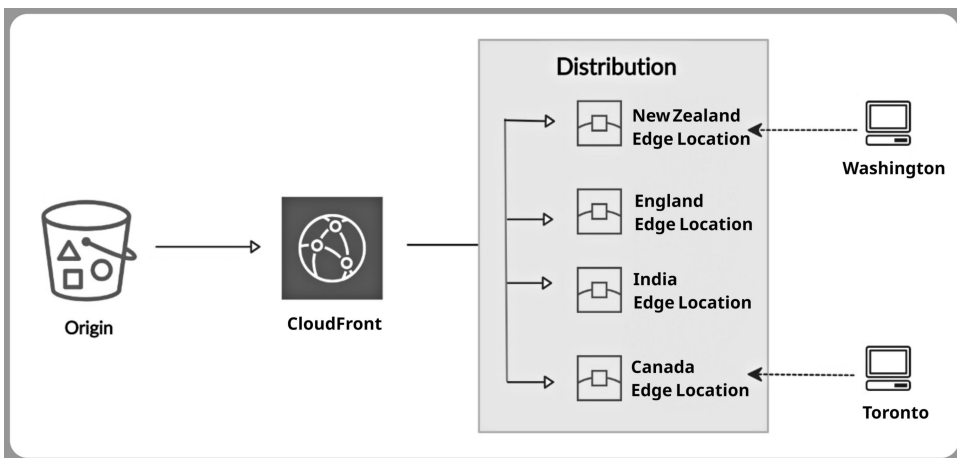 Distribution
New Zealand
Edge Location
Washington
England
Edge Location
India
Edge Location
Origin
CloudFront
Canada
Edge Location
Toronto